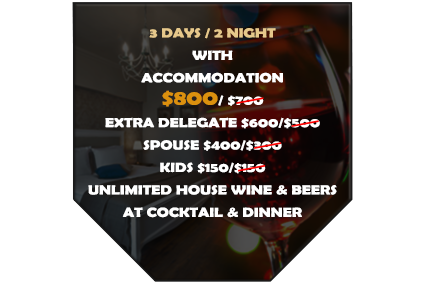 3 DAYS / 2 NIGHT
WITH
ACCOMMODATION
$800/ $700
EXTRA DELEGATE $600/$500
SPOUSE $400/$300
KIDS $150/$150
UNLIMITED HOUSE WINE & BEERS
AT COCKTAIL & DINNER